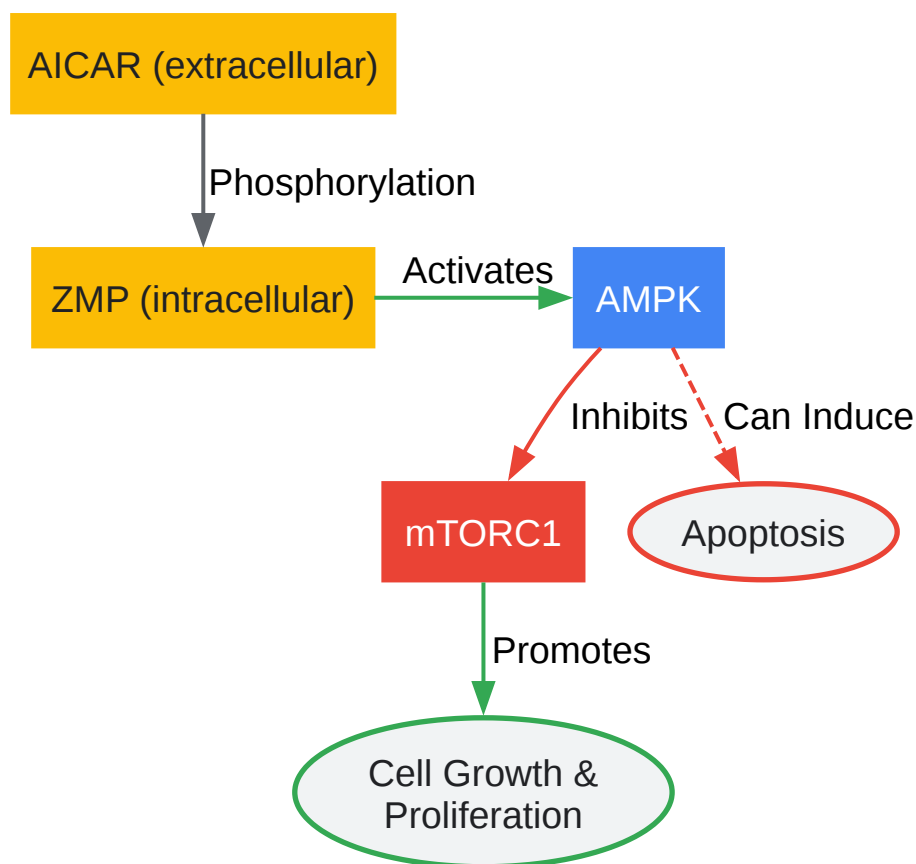 AICAR (extracellular)
Phosphorylation
ZMP (intracellular)
Activates
AMPK
Inhibits
Can Induce
mTORC1
Apoptosis
Promotes
Cell Growth &
Proliferation